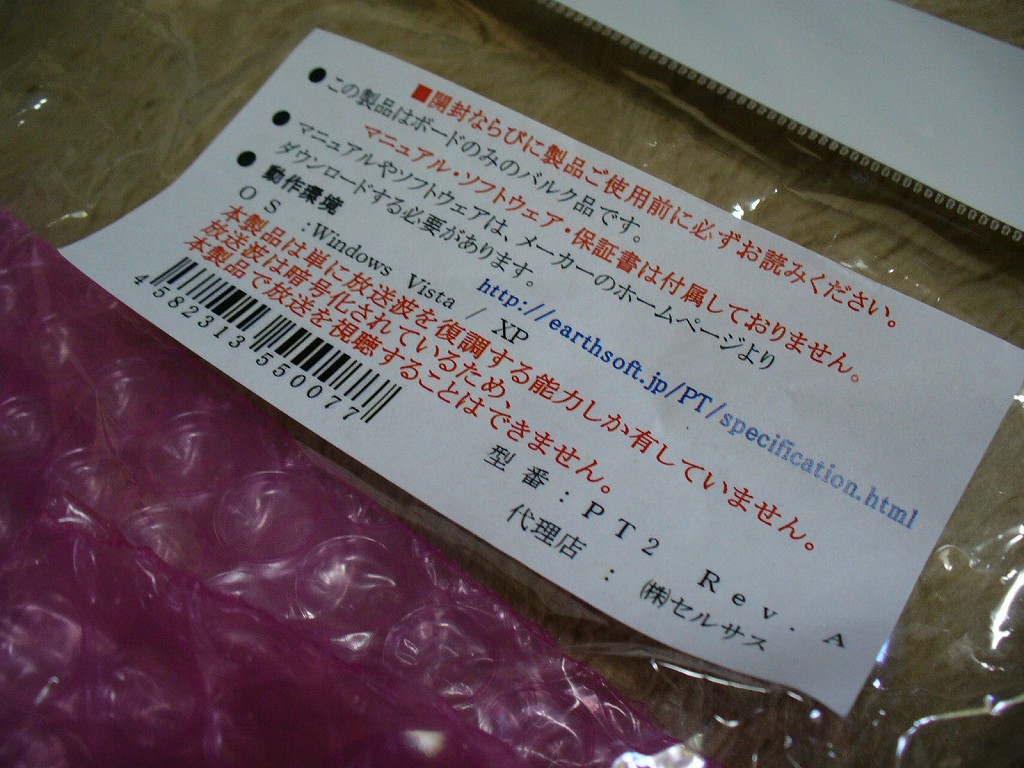 ■開封ならびに製品ご使用前に必ずお読みください。
●この製品はボードのみのバルク品です。
マニュアル・ソフトウェア・保証書は付属しておりません。
●マニュアルやソフトウェアは、メーカーのホームページより
ダウンロードする必要があります。
http://earthsoft.jp/PT/specification.html
●動作環境
OS :Windows Vista / XP
本製品は単に放送波を復調する能力しか有していません。
放送波は暗号化されているため、
本製品で放送を視聴することはできません。
4582313550077
型番:PT2 Rev. A
代理店 : ㈱セルサス